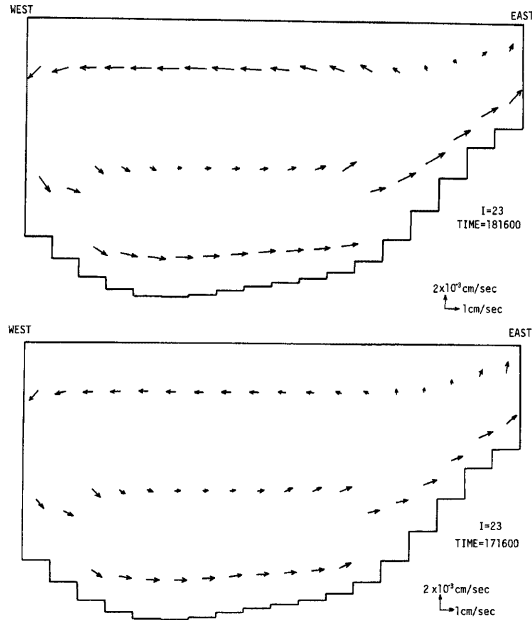 WEST EAST
I=23
TIME=181600
2x10⁻³cm/sec
1cm/sec
WEST EAST
I=23
TIME=171600
2 x10⁻³cm/sec
1cm/sec